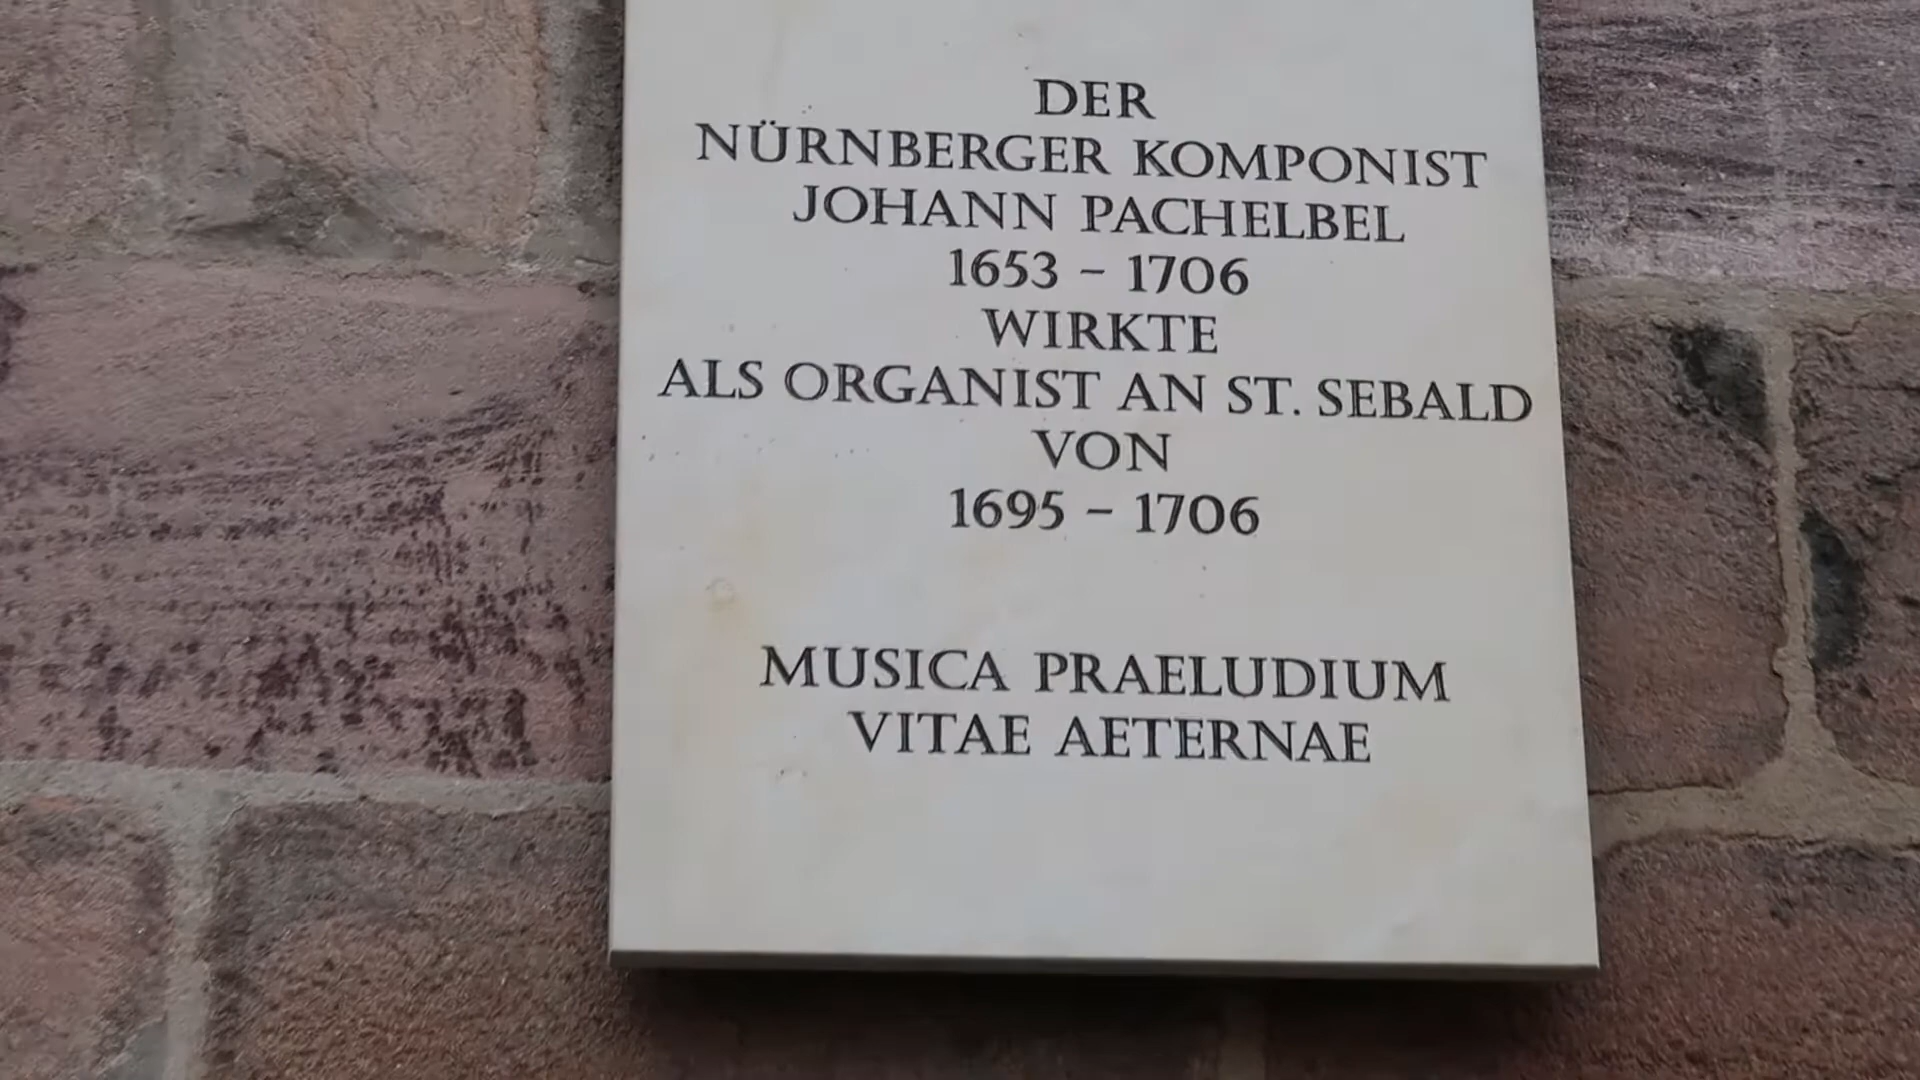 DER
NÜRNBERGER KOMPONIST
JOHANN PACHELBEL
1653 – 1706
WIRKTE
ALS ORGANIST AN ST. SEBALD
VON
1695 – 1706
MUSICA PRAELUDIUM
VITAE AETERNAE